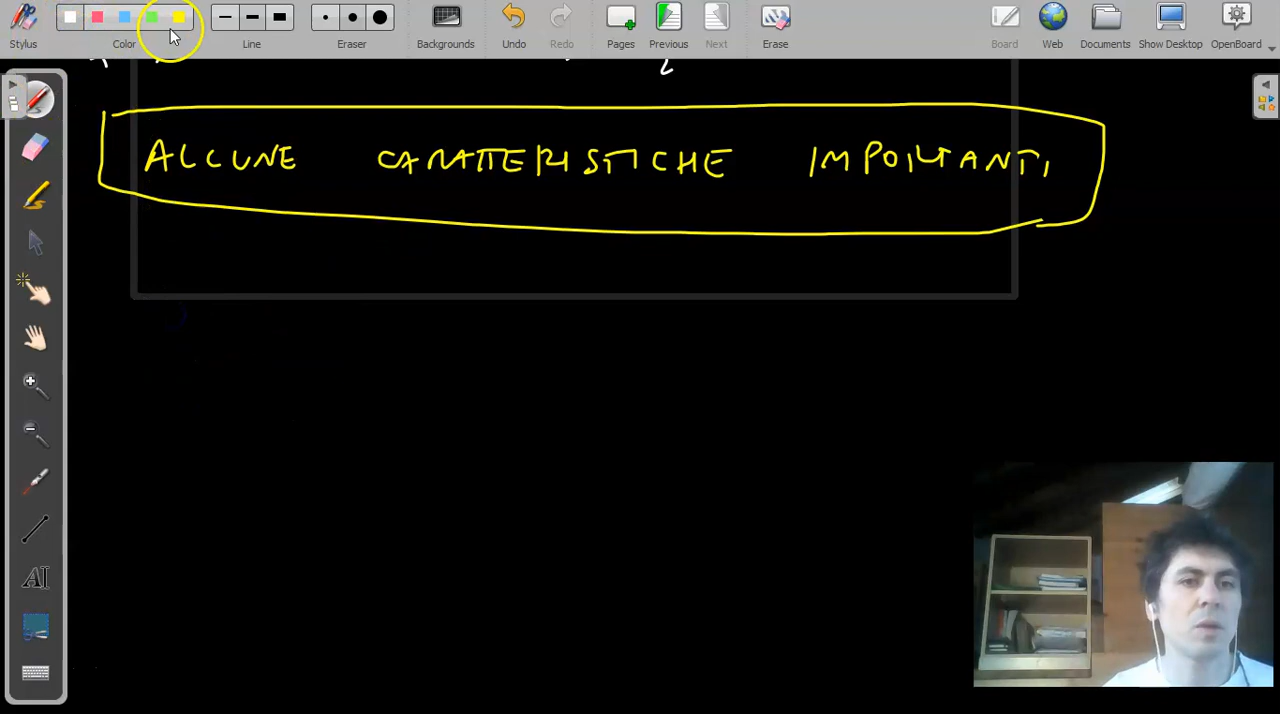 Stylus Color Line Eraser Backgrounds Undo Redo Pages Previous Next Erase Board Web Documents Show Desktop OpenBoard
ALCUNE CARATTERISTICHE IMPORTANTI
AI